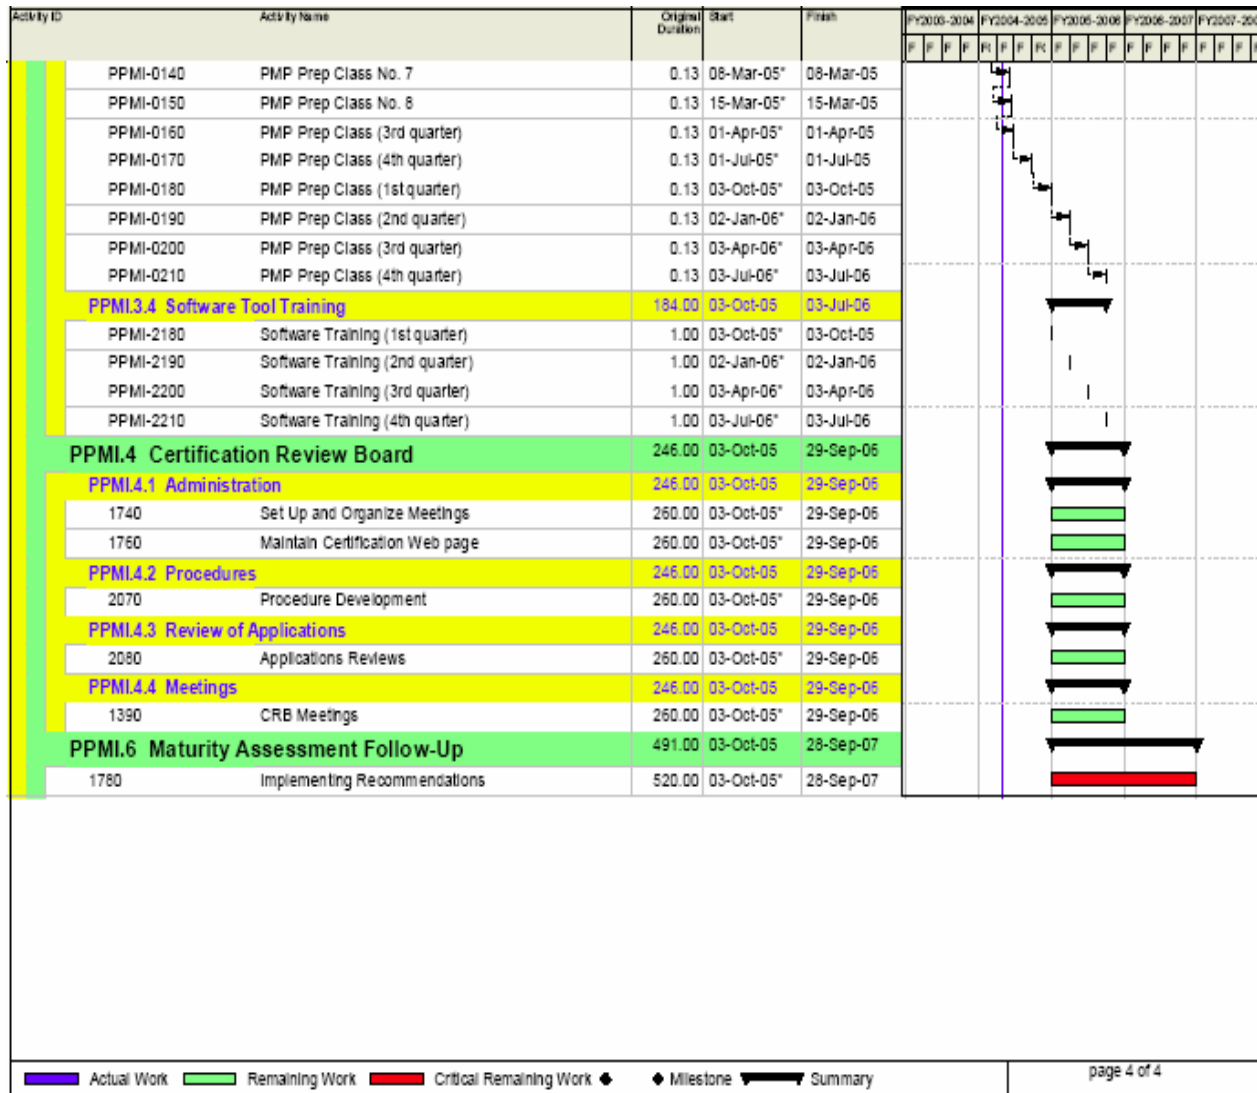 Activity ID Activity Name Original Duration Start Finish FY2003-2004 FY2004-2005 FY2005-2006 FY2006-2007 FY2007-200
F F F F R F F R F F F F F F F F F F F F
PPMI-0140 PMP Prep Class No. 7 0.13 08-Mar-05* 08-Mar-05
PPMI-0150 PMP Prep Class No. 8 0.13 15-Mar-05* 15-Mar-05
PPMI-0160 PMP Prep Class (3rd quarter) 0.13 01-Apr-05* 01-Apr-05
PPMI-0170 PMP Prep Class (4th quarter) 0.13 01-Jul-05* 01-Jul-05
PPMI-0180 PMP Prep Class (1st quarter) 0.13 03-Oct-05* 03-Oct-05
PPMI-0190 PMP Prep Class (2nd quarter) 0.13 02-Jan-06* 02-Jan-06
PPMI-0200 PMP Prep Class (3rd quarter) 0.13 03-Apr-06* 03-Apr-06
PPMI-0210 PMP Prep Class (4th quarter) 0.13 03-Jul-06* 03-Jul-06
PPMI.3.4 Software Tool Training 184.00 03-Oct-05 03-Jul-06
PPMI-2180 Software Training (1st quarter) 1.00 03-Oct-05* 03-Oct-05
PPMI-2190 Software Training (2nd quarter) 1.00 02-Jan-06* 02-Jan-06
PPMI-2200 Software Training (3rd quarter) 1.00 03-Apr-06* 03-Apr-06
PPMI-2210 Software Training (4th quarter) 1.00 03-Jul-06* 03-Jul-06
PPMI.4 Certification Review Board 246.00 03-Oct-05 29-Sep-06
PPMI.4.1 Administration 246.00 03-Oct-05 29-Sep-06
1740 Set Up and Organize Meetings 260.00 03-Oct-05* 29-Sep-06
1760 Maintain Certification Web page 260.00 03-Oct-05* 29-Sep-06
PPMI.4.2 Procedures 246.00 03-Oct-05 29-Sep-06
2070 Procedure Development 260.00 03-Oct-05* 29-Sep-06
PPMI.4.3 Review of Applications 246.00 03-Oct-05 29-Sep-06
2080 Applications Reviews 260.00 03-Oct-05* 29-Sep-06
PPMI.4.4 Meetings 246.00 03-Oct-05 29-Sep-06
1390 CRB Meetings 260.00 03-Oct-05* 29-Sep-06
PPMI.6 Maturity Assessment Follow-Up 491.00 03-Oct-05 28-Sep-07
1780 Implementing Recommendations 520.00 03-Oct-05* 28-Sep-07
Actual Work Remaining Work Critical Remaining Work Milestone Summary page 4 of 4